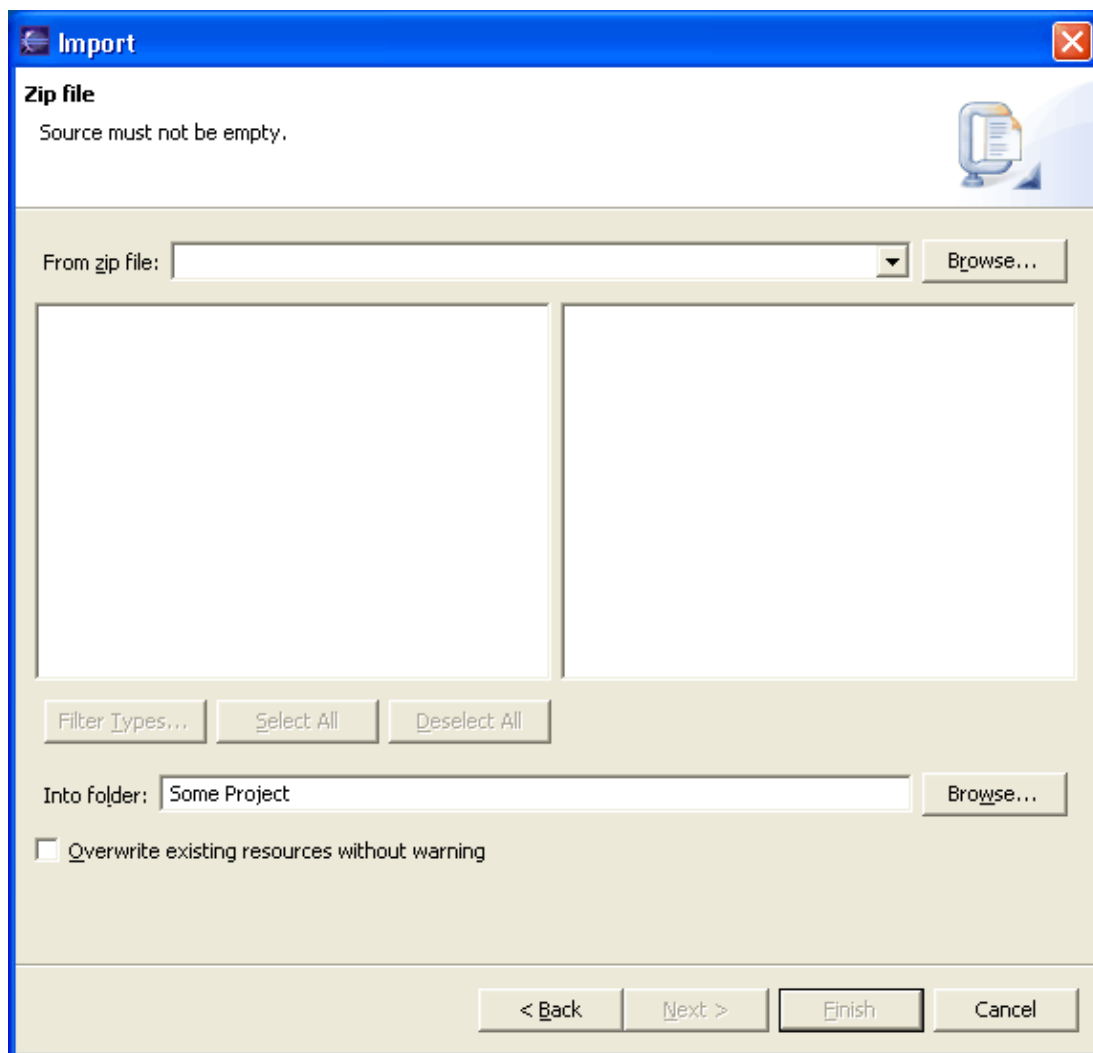 Import
Zip file
Source must not be empty.
From zip file:
Browse...
Filter Types...
Select All
Deselect All
Into folder:
Some Project
Browse...
Overwrite existing resources without warning
< Back
Next >
Finish
Cancel